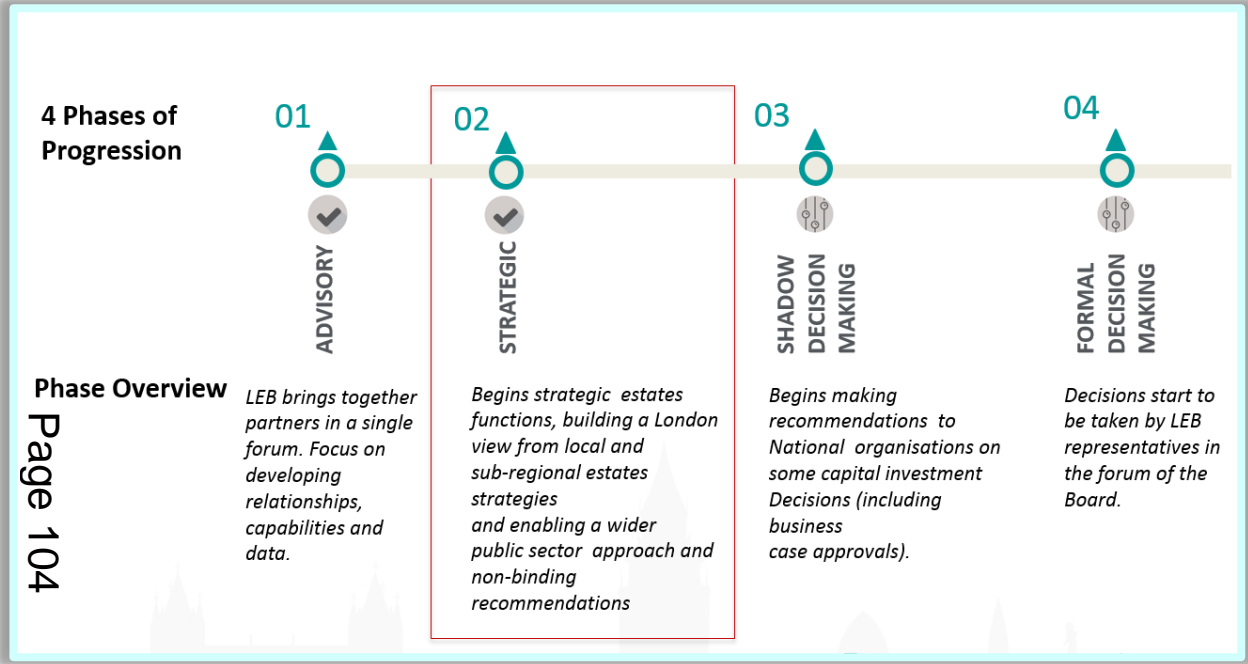 4 Phases of
Progression
01
02
03
04
ADVISORY
STRATEGIC
SHADOW
DECISION
MAKING
FORMAL
DECISION
MAKING
Phase Overview
LEB brings together
partners in a single
forum. Focus on
developing
relationships,
capabilities and
data.
Begins strategic estates
functions, building a London
view from local and
sub-regional estates
strategies
and enabling a wider
public sector approach and
non-binding
recommendations
Begins making
recommendations to
National organisations on
some capital investment
Decisions (including
business
case approvals).
Decisions start to
be taken by LEB
representatives in
the forum of the
Board.
Page 104